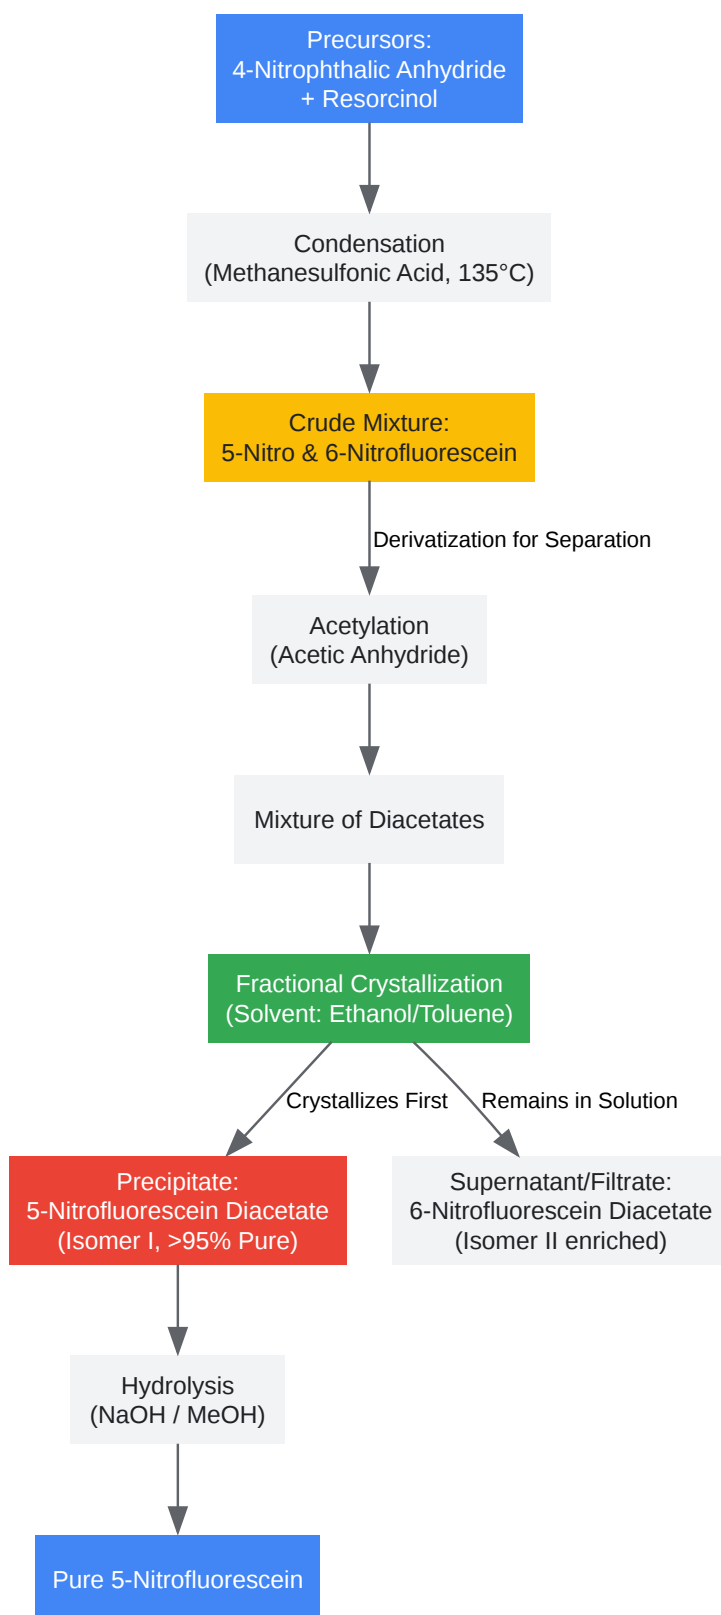 Precursors:
4-Nitrophthalic Anhydride
+ Resorcinol
Condensation
(Methanesulfonic Acid, 135°C)
Crude Mixture:
5-Nitro & 6-Nitrofluorescein
Derivatization for Separation
Acetylation
(Acetic Anhydride)
Mixture of Diacetates
Fractional Crystallization
(Solvent: Ethanol/Toluene)
Crystallizes First
Remains in Solution
Precipitate:
5-Nitrofluorescein Diacetate
(Isomer I, >95% Pure)
Supernatant/Filtrate:
6-Nitrofluorescein Diacetate
(Isomer II enriched)
Hydrolysis
(NaOH / MeOH)
Pure 5-Nitrofluorescein